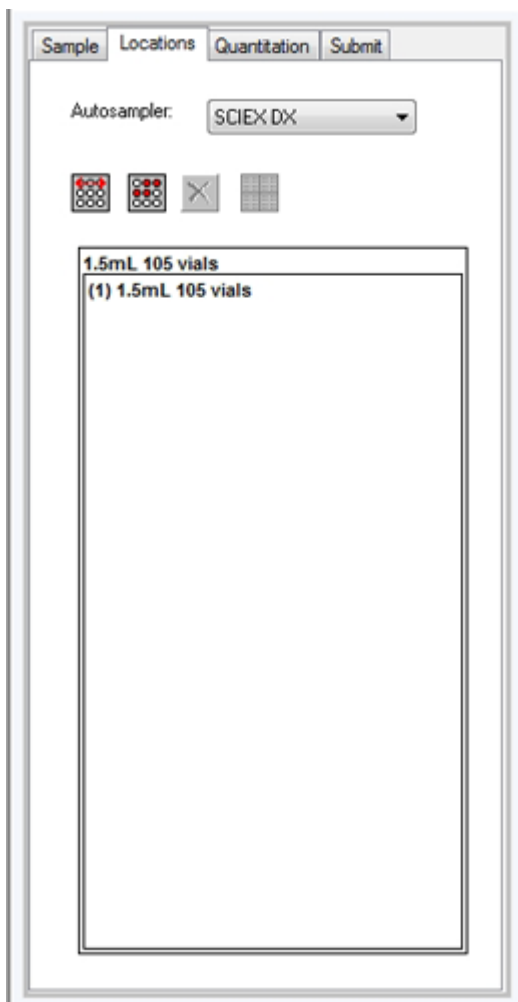 Sample Locations Quantitation Submit
Autosampler: SCIEX DX
1.5mL 105 vials
(1) 1.5mL 105 vials